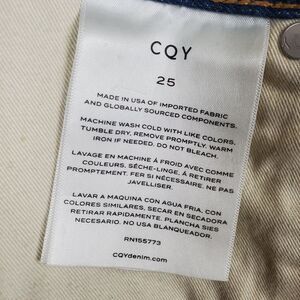 CQY
25
MADE IN USA OF IMPORTED FABRIC
AND GLOBALLY SOURCED COMPONENTS.
MACHINE WASH COLD WITH LIKE COLORS.
TUMBLE DRY, REMOVE PROMPTLY. WARM
IRON IF NEEDED. DO NOT BLEACH.
LAVAGE EN MACHINE Á FROID AVEC COMME
COULEURS. SÈCHE-LINGE, Á RETIRER
PROMPTEMENT. FER SI NÉCESSAIRE. NE PAS
JAVELLISER.
LAVAR A MAQUINA CON AGUA FRIA, CON
COLORES SIMILARES, SECAR EN SECADORA
RETIRAR RAPIDAMENTE. PLANCHA SIES
NECESARIO. NO USA BLANQUEADOR.
RN155773
CQYdenim.com